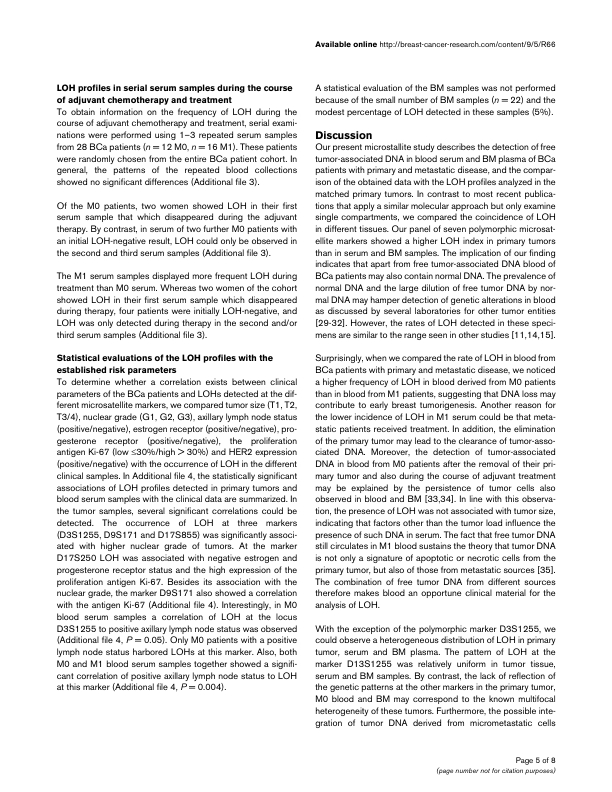 Available online http://breast-cancer-research.com/content/9/5/R66
LOH profiles in serial serum samples during the course
of adjuvant chemotherapy and treatment
To obtain information on the frequency of LOH during the
course of adjuvant chemotherapy and treatment, serial exami-
nations were performed using 1–3 repeated serum samples
from 28 BCa patients (n = 12 M0, n = 16 M1). These patients
were randomly chosen from the entire BCa patient cohort. In
general, the patterns of the repeated blood collections
showed no significant differences (Additional file 3).
Of the M0 patients, two women showed LOH in their first
serum sample that which disappeared during the adjuvant
therapy. By contrast, in serum of two further M0 patients with
an initial LOH-negative result, LOH could only be observed in
the second and third serum samples (Additional file 3).
The M1 serum samples displayed more frequent LOH during
treatment than M0 serum. Whereas two women of the cohort
showed LOH in their first serum sample which disappeared
during therapy, four patients were initially LOH-negative, and
LOH was only detected during therapy in the second and/or
third serum samples (Additional file 3).
Statistical evaluations of the LOH profiles with the
established risk parameters
To determine whether a correlation exists between clinical
parameters of the BCa patients and LOHs detected at the dif-
ferent microsatellite markers, we compared tumor size (T1, T2,
T3/4), nuclear grade (G1, G2, G3), axillary lymph node status
(positive/negative), estrogen receptor (positive/negative), pro-
gesterone receptor (positive/negative), the proliferation
antigen Ki-67 (low ≤30%/high > 30%) and HER2 expression
(positive/negative) with the occurrence of LOH in the different
clinical samples. In Additional file 4, the statistically significant
associations of LOH profiles detected in primary tumors and
blood serum samples with the clinical data are summarized. In
the tumor samples, several significant correlations could be
detected. The occurrence of LOH at three markers
(D3S1255, D9S171 and D17S855) was significantly associ-
ated with higher nuclear grade of tumors. At the marker
D17S250 LOH was associated with negative estrogen and
progesterone receptor status and the high expression of the
proliferation antigen Ki-67. Besides its association with the
nuclear grade, the marker D9S171 also showed a correlation
with the antigen Ki-67 (Additional file 4). Interestingly, in M0
blood serum samples a correlation of LOH at the locus
D3S1255 to positive axillary lymph node status was observed
(Additional file 4, P = 0.05). Only M0 patients with a positive
lymph node status harbored LOHs at this marker. Also, both
M0 and M1 blood serum samples together showed a signifi-
cant correlation of positive axillary lymph node status to LOH
at this marker (Additional file 4, P = 0.004).
A statistical evaluation of the BM samples was not performed
because of the small number of BM samples (n = 22) and the
modest percentage of LOH detected in these samples (5%).
Discussion
Our present microstallite study describes the detection of free
tumor-associated DNA in blood serum and BM plasma of BCa
patients with primary and metastatic disease, and the compar-
ison of the obtained data with the LOH profiles analyzed in the
matched primary tumors. In contrast to most recent publica-
tions that apply a similar molecular approach but only examine
single compartments, we compared the coincidence of LOH
in different tissues. Our panel of seven polymorphic microsat-
ellite markers showed a higher LOH index in primary tumors
than in serum and BM samples. The implication of our finding
indicates that apart from free tumor-associated DNA blood of
BCa patients may also contain normal DNA. The prevalence of
normal DNA and the large dilution of free tumor DNA by nor-
mal DNA may hamper detection of genetic alterations in blood
as discussed by several laboratories for other tumor entities
[29-32]. However, the rates of LOH detected in these speci-
mens are similar to the range seen in other studies [11,14,15].
Surprisingly, when we compared the rate of LOH in blood from
BCa patients with primary and metastatic disease, we noticed
a higher frequency of LOH in blood derived from M0 patients
than in blood from M1 patients, suggesting that DNA loss may
contribute to early breast tumorigenesis. Another reason for
the lower incidence of LOH in M1 serum could be that meta-
static patients received treatment. In addition, the elimination
of the primary tumor may lead to the clearance of tumor-asso-
ciated DNA. Moreover, the detection of tumor-associated
DNA in blood from M0 patients after the removal of their pri-
mary tumor and also during the course of adjuvant treatment
may be explained by the persistence of tumor cells also
observed in blood and BM [33,34]. In line with this observa-
tion, the presence of LOH was not associated with tumor size,
indicating that factors other than the tumor load influence the
presence of such DNA in serum. The fact that free tumor DNA
still circulates in M1 blood sustains the theory that tumor DNA
is not only a signature of apoptotic or necrotic cells from the
primary tumor, but also of those from metastatic sources [35].
The combination of free tumor DNA from different sources
therefore makes blood an opportune clinical material for the
analysis of LOH.
With the exception of the polymorphic marker D3S1255, we
could observe a heterogeneous distribution of LOH in primary
tumor, serum and BM plasma. The pattern of LOH at the
marker D13S1255 was relatively uniform in tumor tissue,
serum and BM samples. By contrast, the lack of reflection of
the genetic patterns at the other markers in the primary tumor,
M0 blood and BM may correspond to the known multifocal
heterogeneity of these tumors. Furthermore, the possible inte-
gration of tumor DNA derived from micrometastatic cells
Page 5 of 8
(page number not for citation purposes)